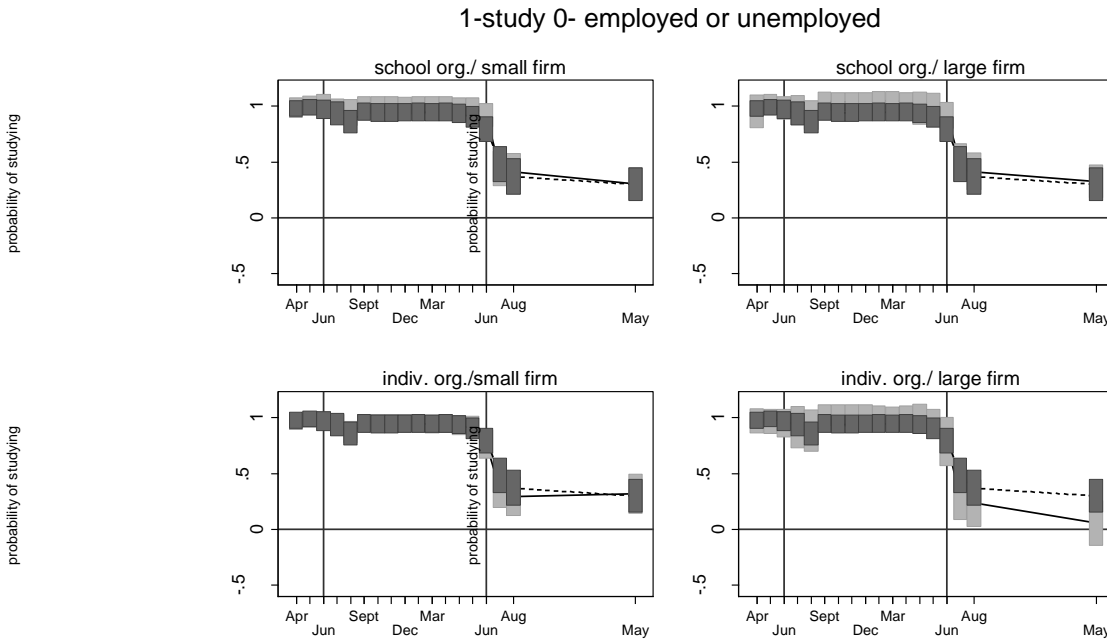 1-study 0- employed or unemployed
school org./ small firm
probability of studying
1
.5
0
-.5
Apr Sept Mar Aug
Jun Dec Jun May
school org./ large firm
probability of studying
1
.5
0
-.5
Apr Sept Mar Aug
Jun Dec Jun May
indiv. org./small firm
probability of studying
1
.5
0
-.5
Apr Sept Mar Aug
Jun Dec Jun May
indiv. org./ large firm
probability of studying
1
.5
0
-.5
Apr Sept Mar Aug
Jun Dec Jun May